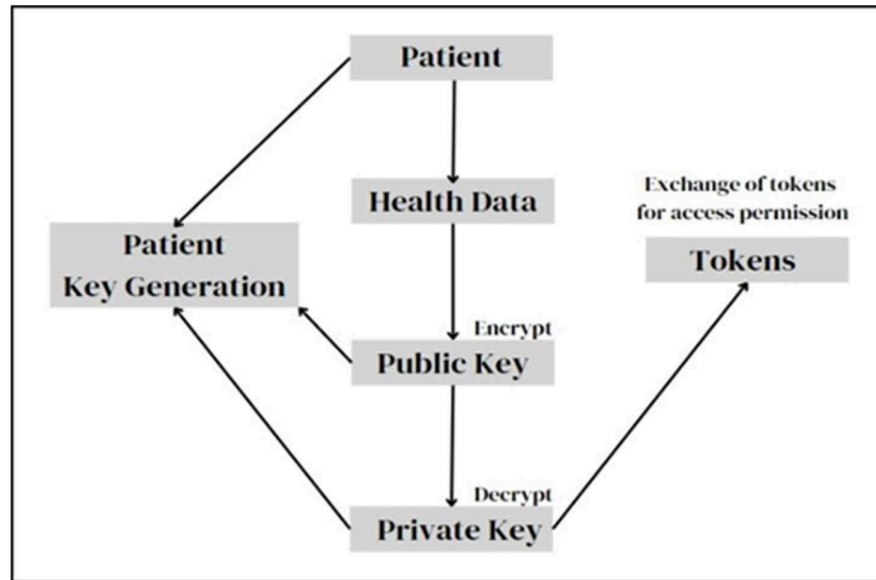 Patient
Health Data
Exchange of tokens
for access permission
Patient
Key Generation
Tokens
Encrypt
Public Key
Decrypt
Private Key